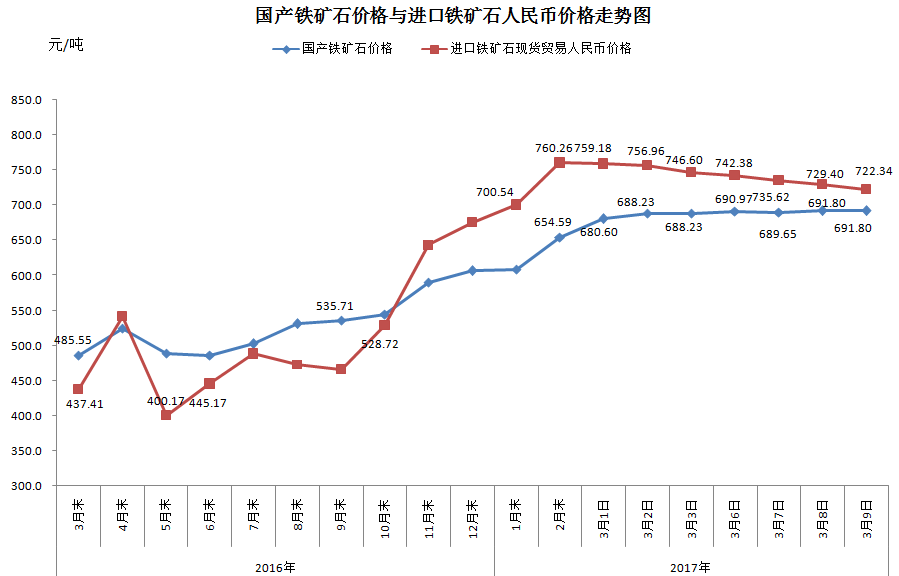 国产铁矿石价格与进口铁矿石人民币价格走势图
元/吨
国产铁矿石价格 进口铁矿石现货贸易人民币价格
850.0
800.0
750.0
700.0
650.0
600.0
550.0
500.0
450.0
400.0
350.0
300.0
485.55
437.41
400.17
445.17
535.71
528.72
700.54
760.26
759.18
756.96
746.60
742.38
735.62
729.40
722.34
654.59
680.60
688.23
688.23
690.97
689.65
691.80
691.80
3月末
4月末
5月末
6月末
7月末
8月末
9月末
10月末
11月末
12月末
1月末
2月末
3月1日
3月2日
3月3日
3月6日
3月7日
3月8日
3月9日
2016年
2017年